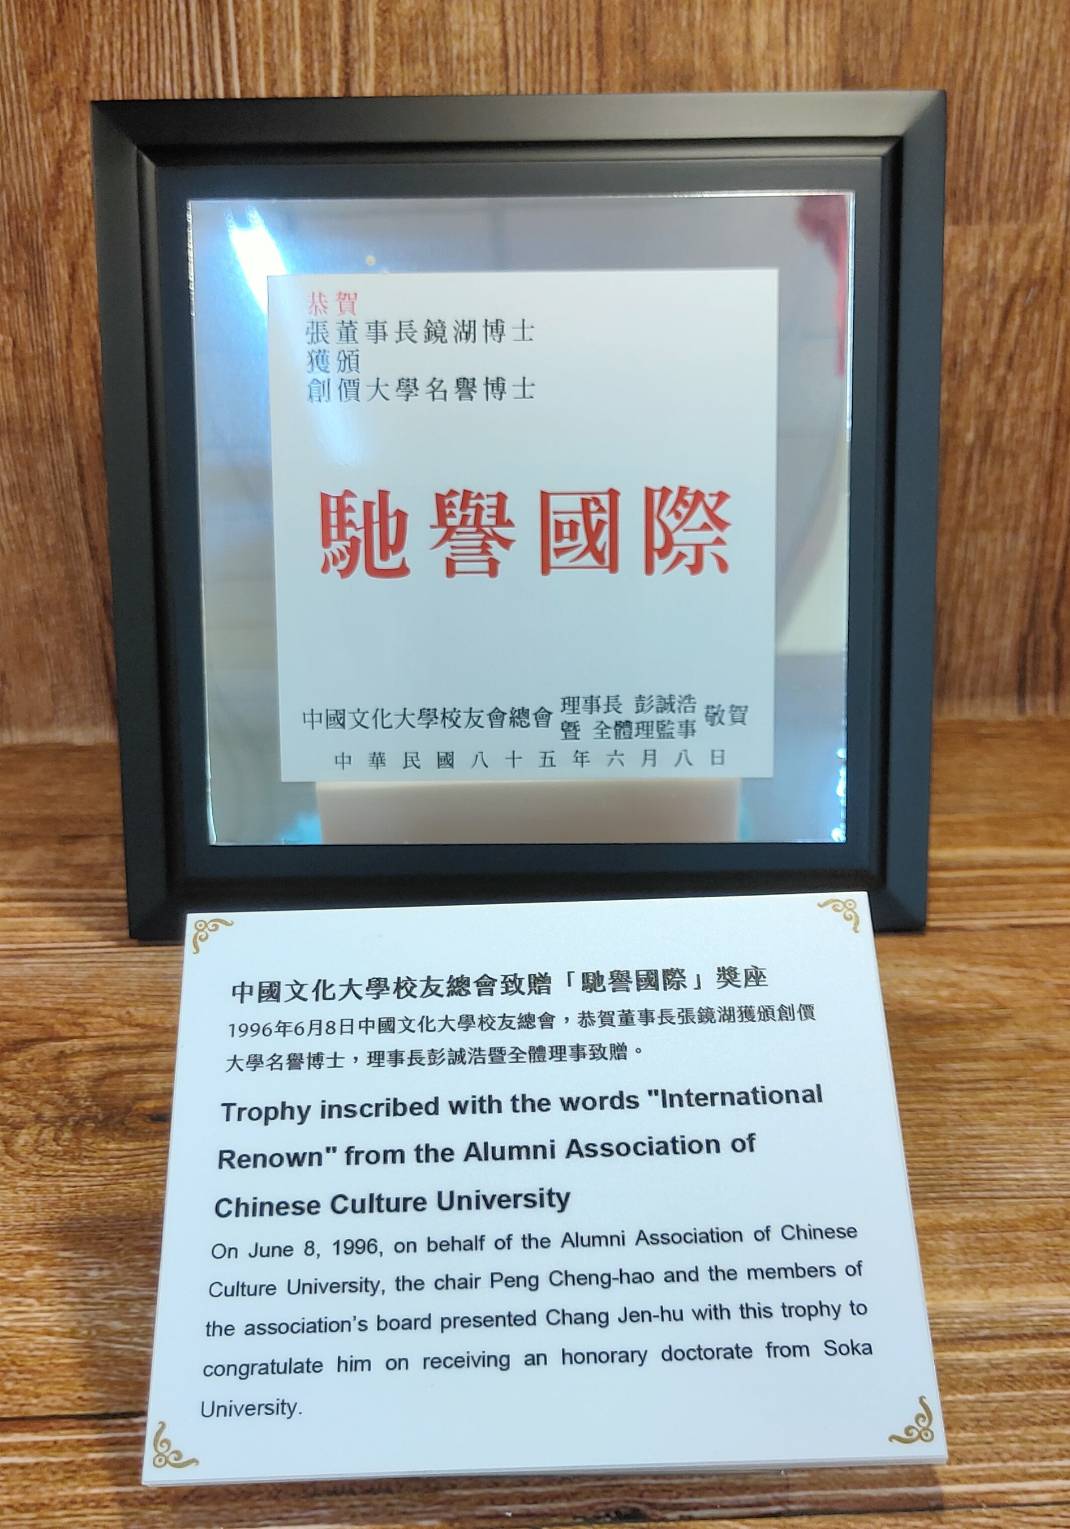 恭賀
張董事長鏡湖博士
獲頒
創價大學名譽博士
馳譽國際
中國文化大學校友會總會 理事長 彭誠浩 敬賀
暨 全體理監事
中華民國八十五年六月八日
中國文化大學校友總會致贈「馳譽國際」獎座
1996年6月8日中國文化大學校友總會，恭賀董事長張鏡湖獲頒創價
大學名譽博士，理事長彭誠浩暨全體理事致贈。
Trophy inscribed with the words "International
Renown" from the Alumni Association of
Chinese Culture University
On June 8, 1996, on behalf of the Alumni Association of Chinese
Culture University, the chair Peng Cheng-hao and the members of
the association's board presented Chang Jen-hu with this trophy to
congratulate him on receiving an honorary doctorate from Soka
University.